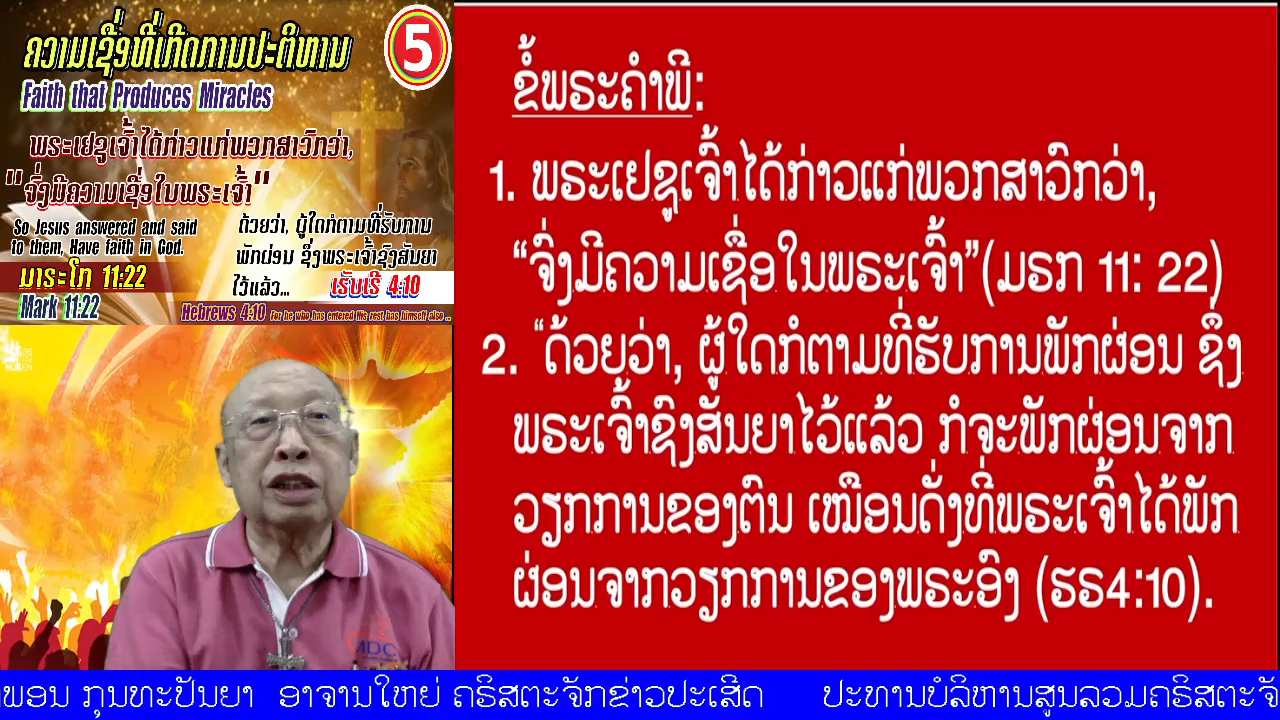 ຄວາມເຊື່ອທີ່ເກີດການປະຕິຫານ
5
Faith that Produces Miracles
ພຣະເຢຊູເຈົ້າໄດ້ກ່າວແກ່ພວກສາວົກວ່າ,
"ຈົ່ງມີຄວາມເຊື່ອໃນພຣະເຈົ້າ"
So Jesus answered and said
to them, Have faith in God.
ມາຣະໂກ 11:22
Mark 11:22
ດ້ວຍວ່າ, ຜູ້ໃດກໍຕາມທີ່ຮັບການ
ພັກຜ່ອນ ຊຶ່ງພຣະເຈົ້າຊົງສັນຍາ
ໄວ້ແລ້ວ... ເຮັບເຣີ 4:10
Hebrews 4:10 For he who has entered His rest has himself also ...
ຂໍ້ພຣະຄໍາພີ:
1. ພຣະເຢຊູເຈົ້າໄດ້ກ່າວແກ່ພວກສາວົກວ່າ,
“ຈົ່ງມີຄວາມເຊື່ອໃນພຣະເຈົ້າ”(ມຣກ 11: 22)
2. “ດ້ວຍວ່າ, ຜູ້ໃດກໍຕາມທີ່ຮັບການພັກຜ່ອນ ຊຶ່ງ
ພຣະເຈົ້າຊົງສັນຍາໄວ້ແລ້ວ ກໍຈະພັກຜ່ອນຈາກ
ວຽກການຂອງຕົນ ເໝືອນດັ່ງທີ່ພຣະເຈົ້າໄດ້ພັກ
ຜ່ອນຈາກວຽກການຂອງພຣະອົງ (ຮຣ4:10).
ພອນ ກຸນທະປັນຍາ ອາຈານໃຫຍ່ ຄຣິສຕະຈັກຂ່າວປະເສີດ ປະທານບໍລິຫານສູນລວມຄຣິສຕະຈັ